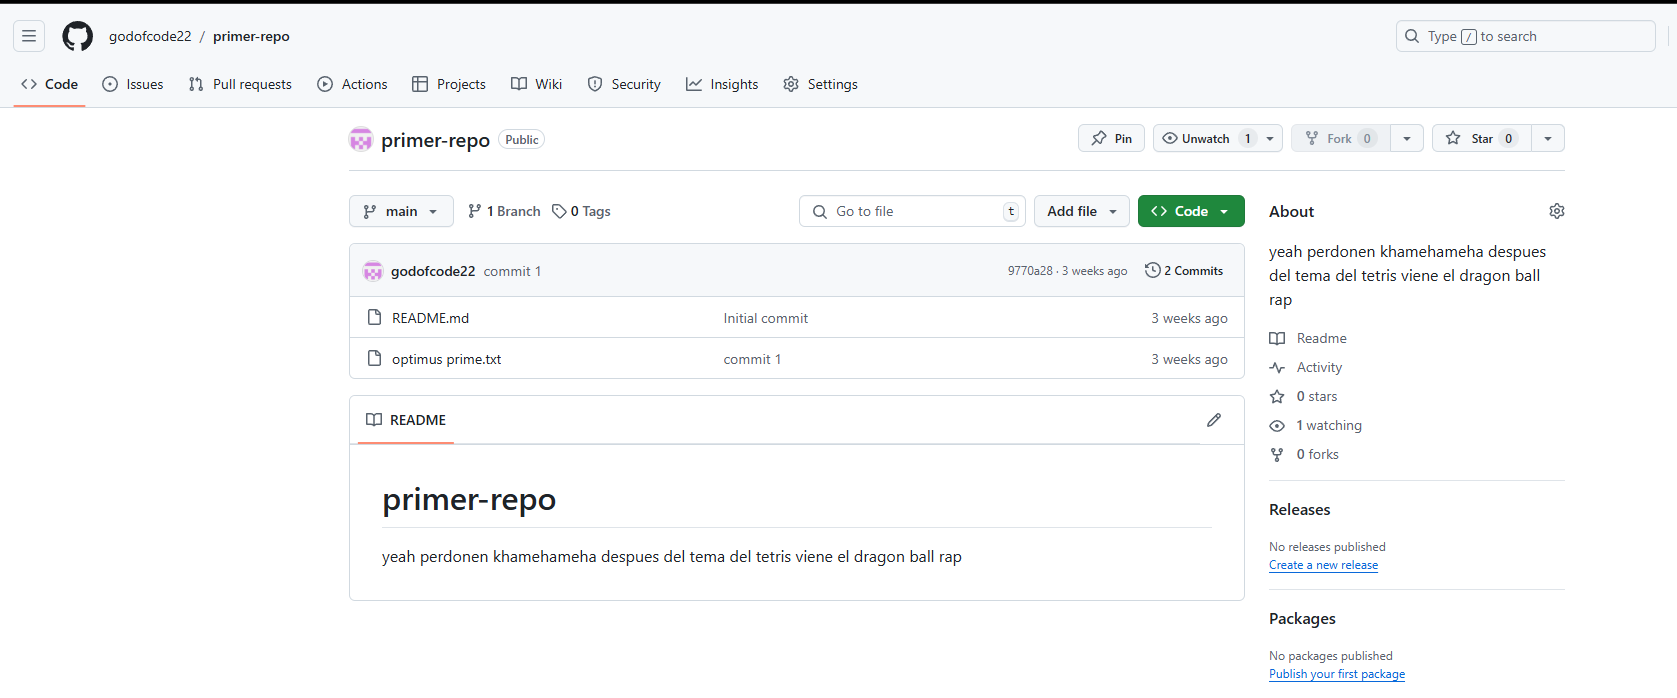 godofcode22 / primer-repo
Type / to search
Code Issues Pull requests Actions Projects Wiki Security Insights Settings
primer-repo Public
Pin Unwatch 1 Fork 0 Star 0
main 1 Branch 0 Tags Go to file t Add file Code
godofcode22 commit 1 9770a28 · 3 weeks ago 2 Commits
README.md Initial commit 3 weeks ago
optimus prime.txt commit 1 3 weeks ago
README
primer-repo
yeah perdonen khamehameha despues del tema del tetris viene el dragon ball rap
About
yeah perdonen khamehameha despues
del tema del tetris viene el dragon ball
rap
Readme
Activity
0 stars
1 watching
0 forks
Releases
No releases published
Create a new release
Packages
No packages published
Publish your first package